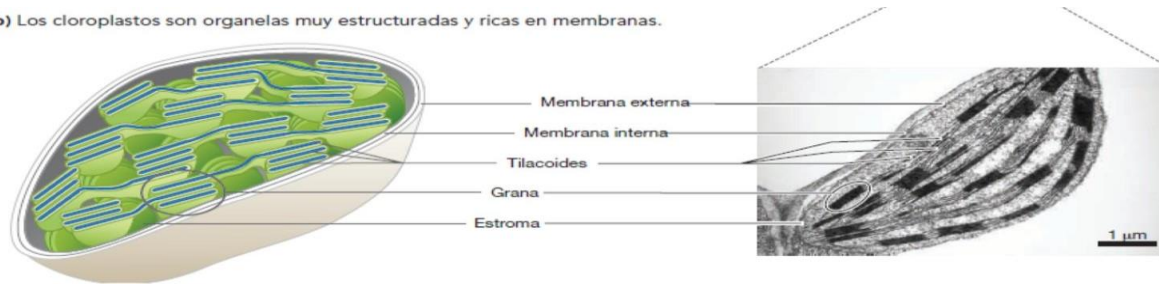 b) Los cloroplastos son organelas muy estructuradas y ricas en membranas.
Membrana externa
Membrana interna
Tilacoides
Grana
Estroma
1 μm